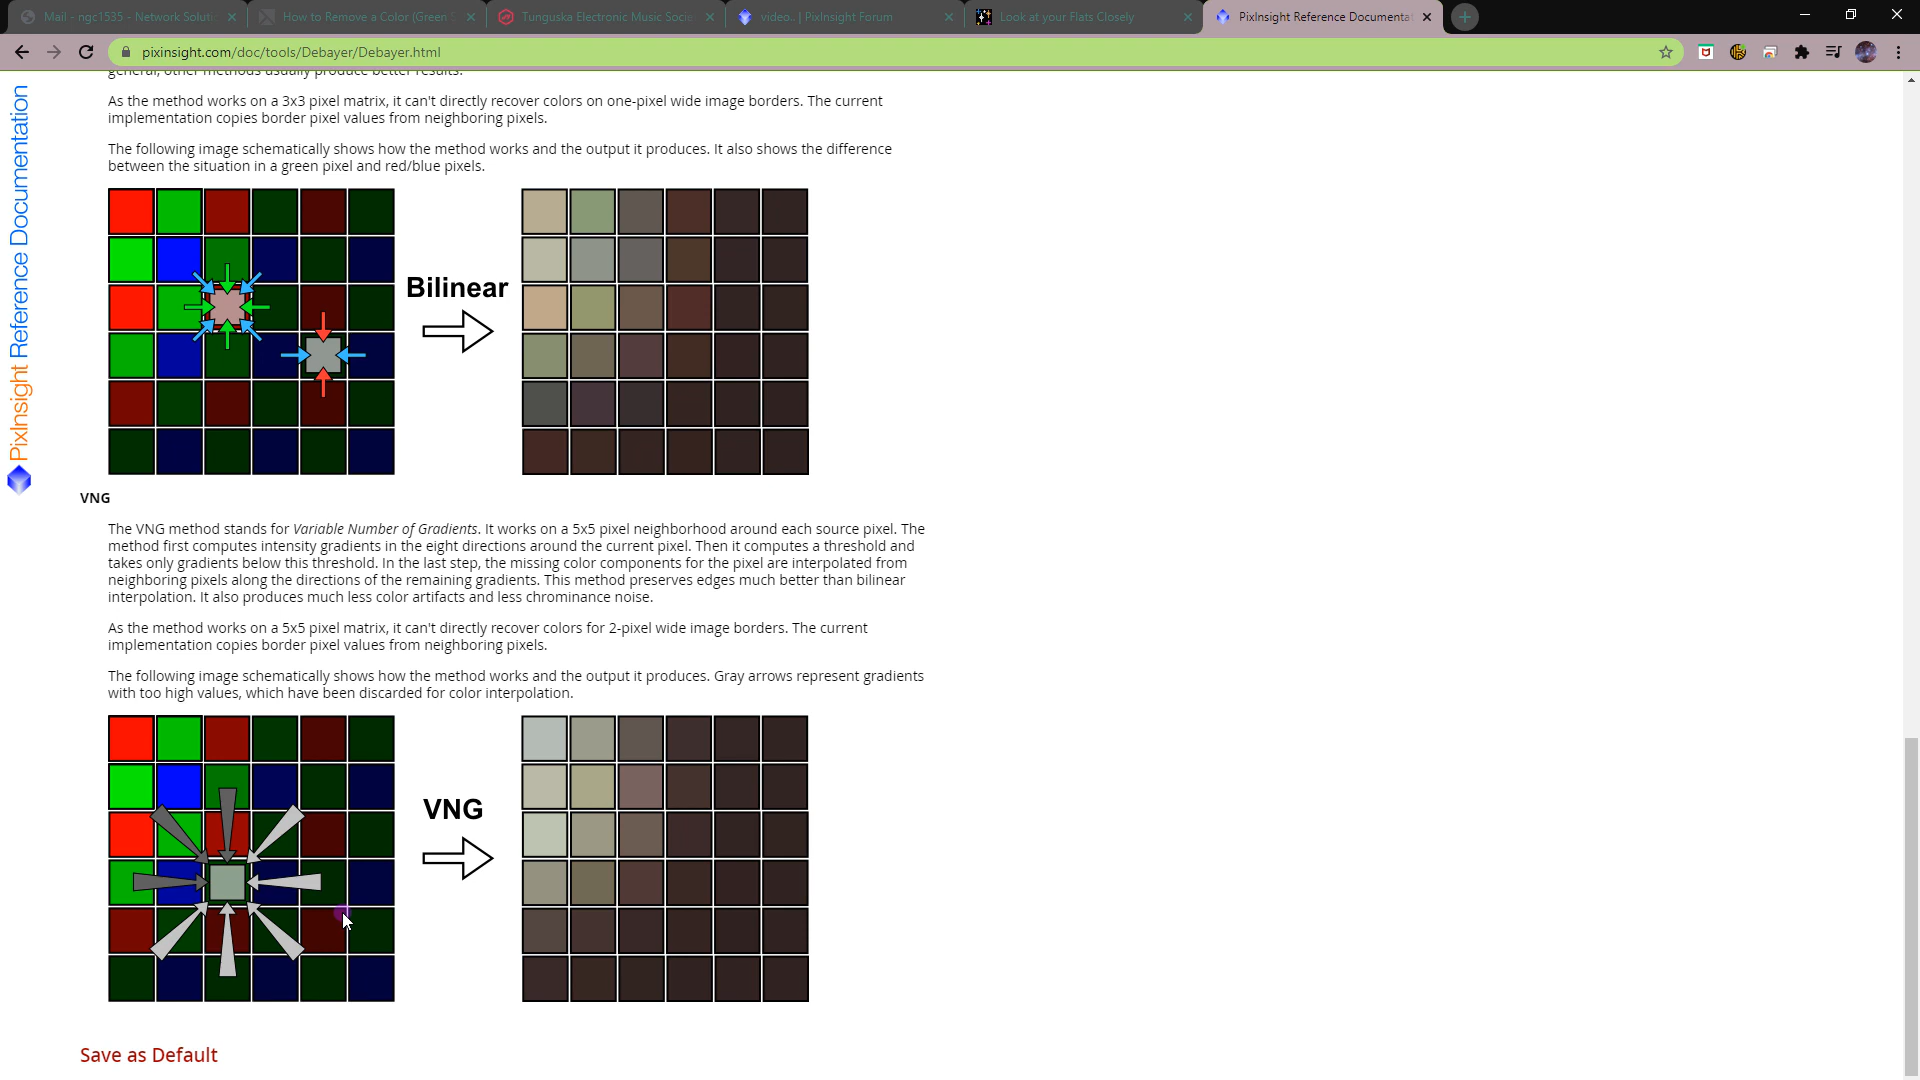 Mail - ngc1535 - Network Soluti
How to Remove a Color (Green S
Tunguska Electronic Music Socie
video.. | PixInsight Forum
Look at your Flats Closely
PixInsight Reference Documentat
pixinsight.com/doc/tools/Debayer/Debayer.html
PixInsight Reference Documentation
general, other methods usually produce better results.
As the method works on a 3x3 pixel matrix, it can't directly recover colors on one-pixel wide image borders. The current
implementation copies border pixel values from neighboring pixels.
The following image schematically shows how the method works and the output it produces. It also shows the difference
between the situation in a green pixel and red/blue pixels.
Bilinear
VNG
The VNG method stands for Variable Number of Gradients. It works on a 5x5 pixel neighborhood around each source pixel. The
method first computes intensity gradients in the eight directions around the current pixel. Then it computes a threshold and
takes only gradients below this threshold. In the last step, the missing color components for the pixel are interpolated from
neighboring pixels along the directions of the remaining gradients. This method preserves edges much better than bilinear
interpolation. It also produces much less color artifacts and less chrominance noise.
As the method works on a 5x5 pixel matrix, it can't directly recover colors for 2-pixel wide image borders. The current
implementation copies border pixel values from neighboring pixels.
The following image schematically shows how the method works and the output it produces. Gray arrows represent gradients
with too high values, which have been discarded for color interpolation.
VNG
Save as Default